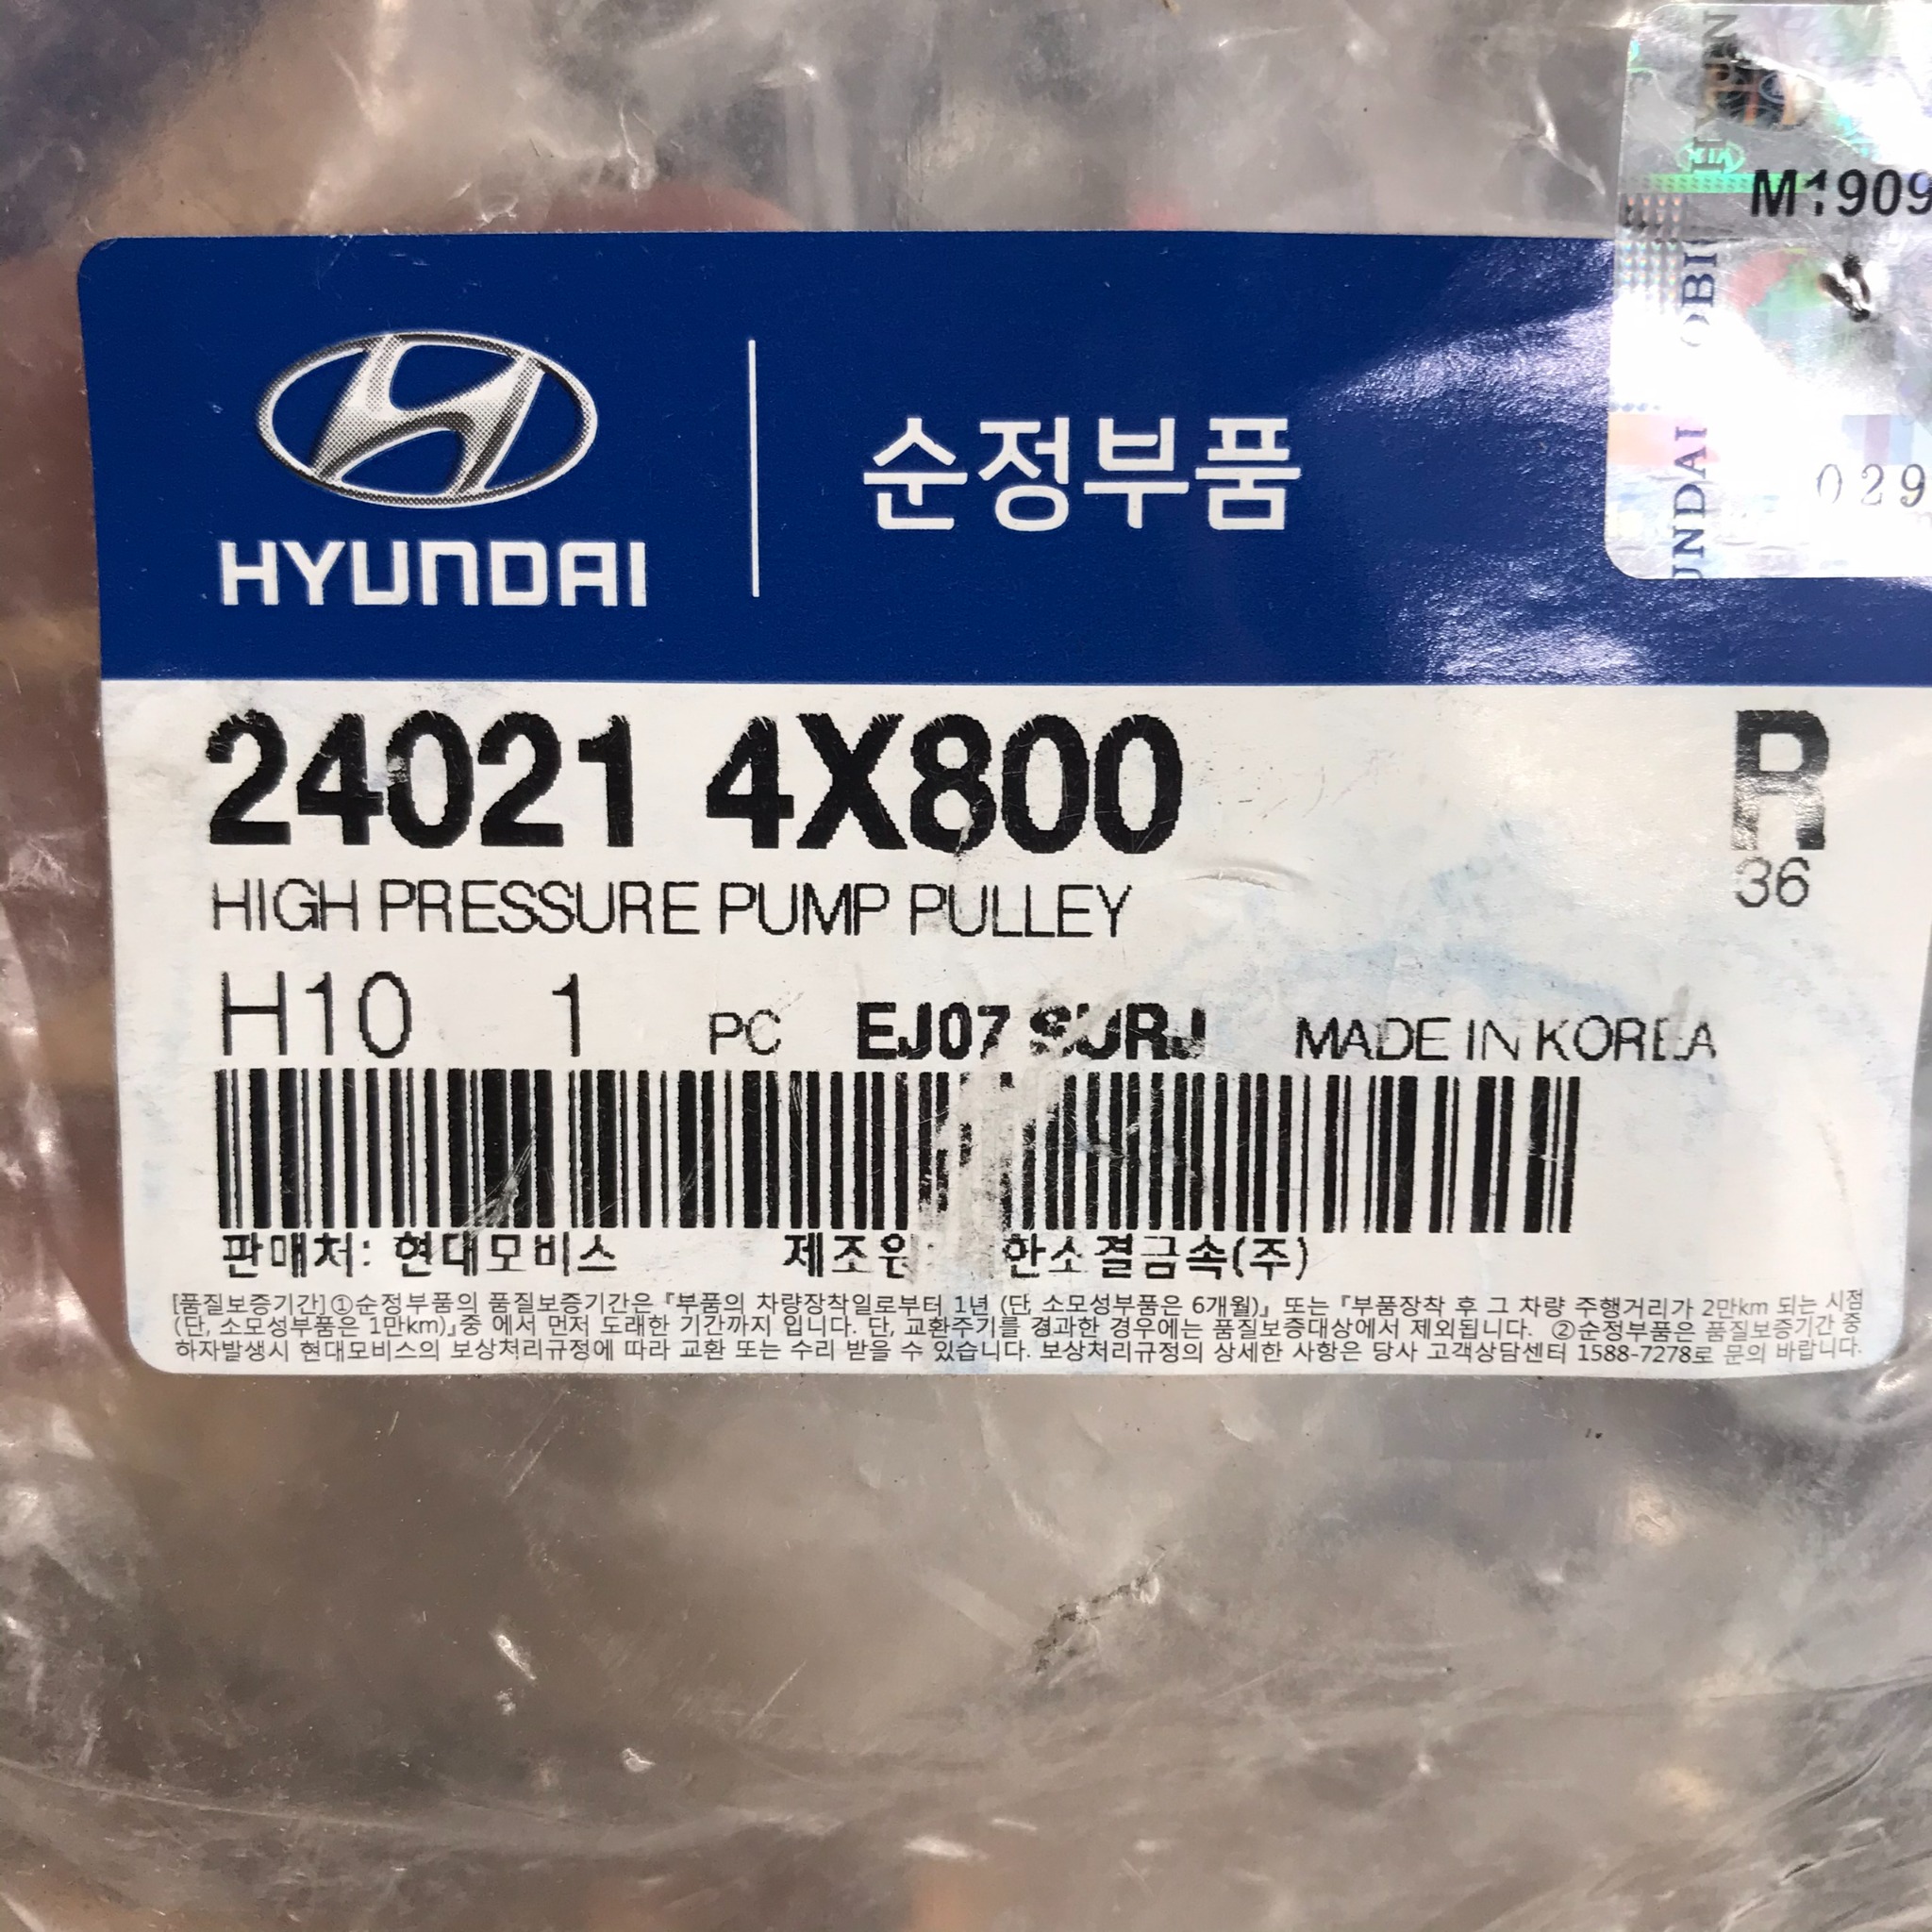 M1909
HYUNDAI
순정부품
029
24021 4X800
R
HIGH PRESSURE PUMP PULLEY
36
H10 1 PC EJ07 SURJ MADE IN KOREA
판매처: 현대모비스 제조원: 한소결금속(주)
[품질보증기간]①순정부품의 품질보증기간은 『부품의 차량장착일로부터 1년 (단, 소모성부품은 6개월)』 또는 『부품장착 후 그 차량 주행거리가 2만km 되는 시점
(단, 소모성부품은 1만km)』중 에서 먼저 도래한 기간까지 입니다. 단, 교환주기를 경과한 경우에는 품질보증대상에서 제외됩니다. ②순정부품은 품질보증기간 중
하자발생시 현대모비스의 보상처리규정에 따라 교환 또는 수리 받을 수 있습니다. 보상처리규정의 상세한 사항은 당사 고객상담센터 1588-7278로 문의 바랍니다.